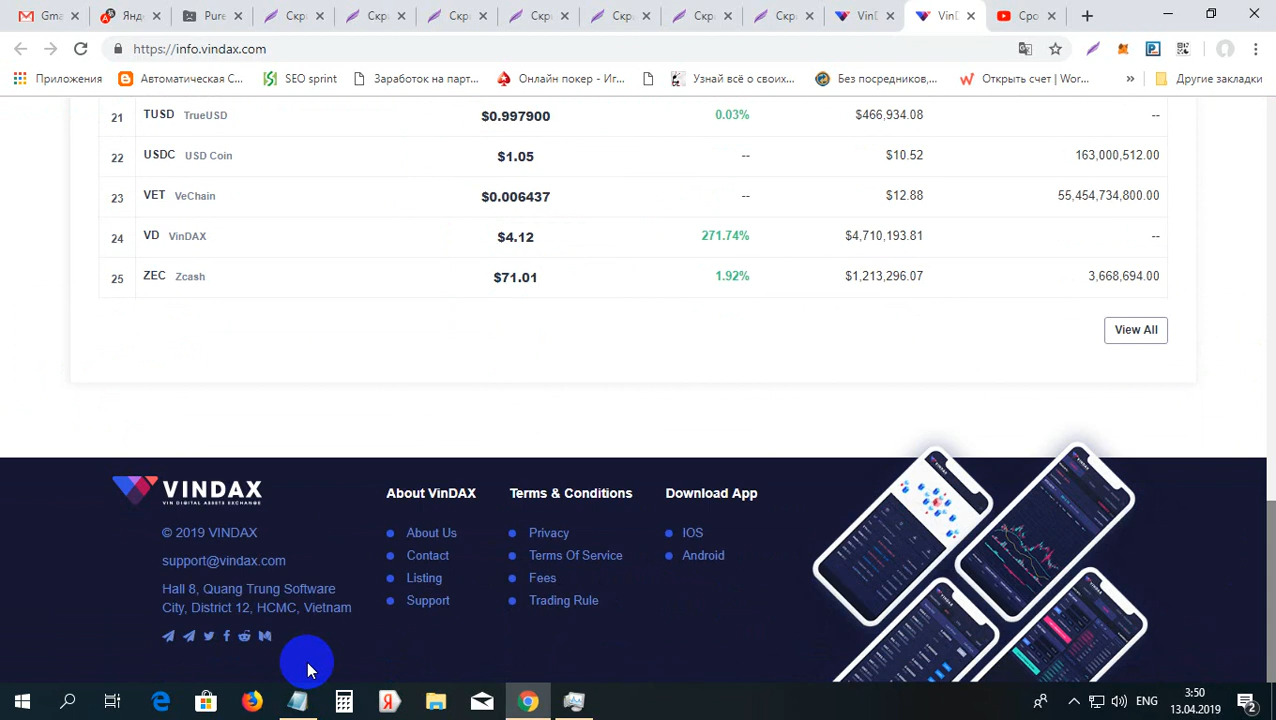 Gma
Янд
Pure
Скр
Скр
Скр
Скр
Скр
Скр
Скр
VinD
VinD
Спо
https://info.vindax.com
Приложения
Автоматическая С...
SEO sprint
Заработок на парт...
Онлайн покер - Иг...
Узнай всё о своих...
Без посредников,...
Открыть счет | Wor...
»
Другие закладки
21 TUSD TrueUSD $0.997900 0.03% $466,934.08 --
22 USDC USD Coin $1.05 -- $10.52 163,000,512.00
23 VET VeChain $0.006437 -- $12.88 55,454,734,800.00
24 VD VinDAX $4.12 271.74% $4,710,193.81 --
25 ZEC Zcash $71.01 1.92% $1,213,296.07 3,668,694.00
View All
VINDAX
VIN DIGITAL ASSETS EXCHANGE
© 2019 VINDAX
support@vindax.com
Hall 8, Quang Trung Software
City, District 12, HCMC, Vietnam
About VinDAX
About Us
Contact
Listing
Support
Terms & Conditions
Privacy
Terms Of Service
Fees
Trading Rule
Download App
IOS
Android
ENG
3:50
13.04.2019
2